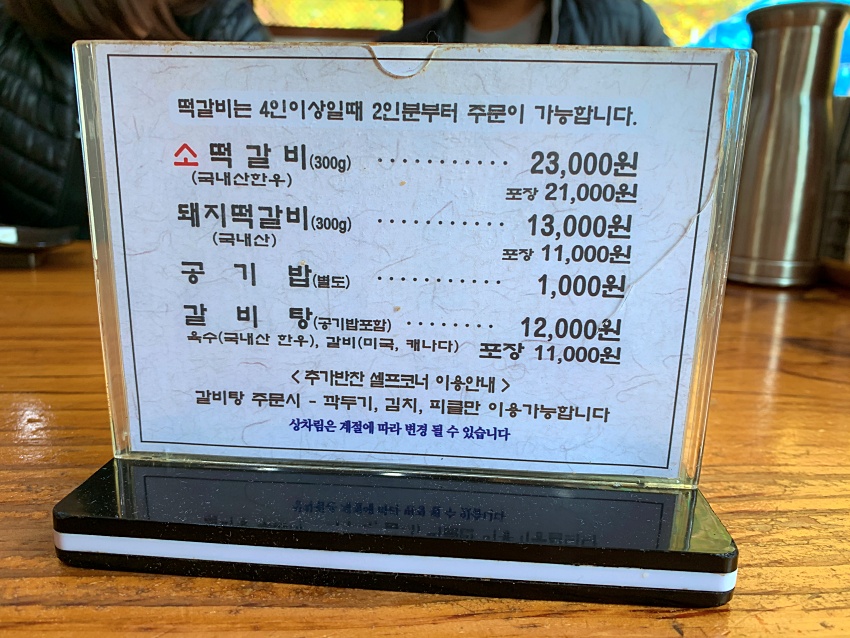 떡갈비는 4인이상일때 2인분부터 주문이 가능합니다.
소떡갈비(300g) ··········· 23,000원
(국내산한우) 포장 21,000원
돼지떡갈비(300g) ··········· 13,000원
(국내산) 포장 11,000원
공기밥(별도) ··········· 1,000원
갈비탕(공기밥포함) ········ 12,000원
육수(국내산 한우), 갈비(미국, 캐나다) 포장 11,000원
< 추가반찬 셀프코너 이용안내 >
갈비탕 주문시 - 깍두기, 김치, 피클만 이용가능합니다
상차림은 계절에 따라 변경 될 수 있습니다